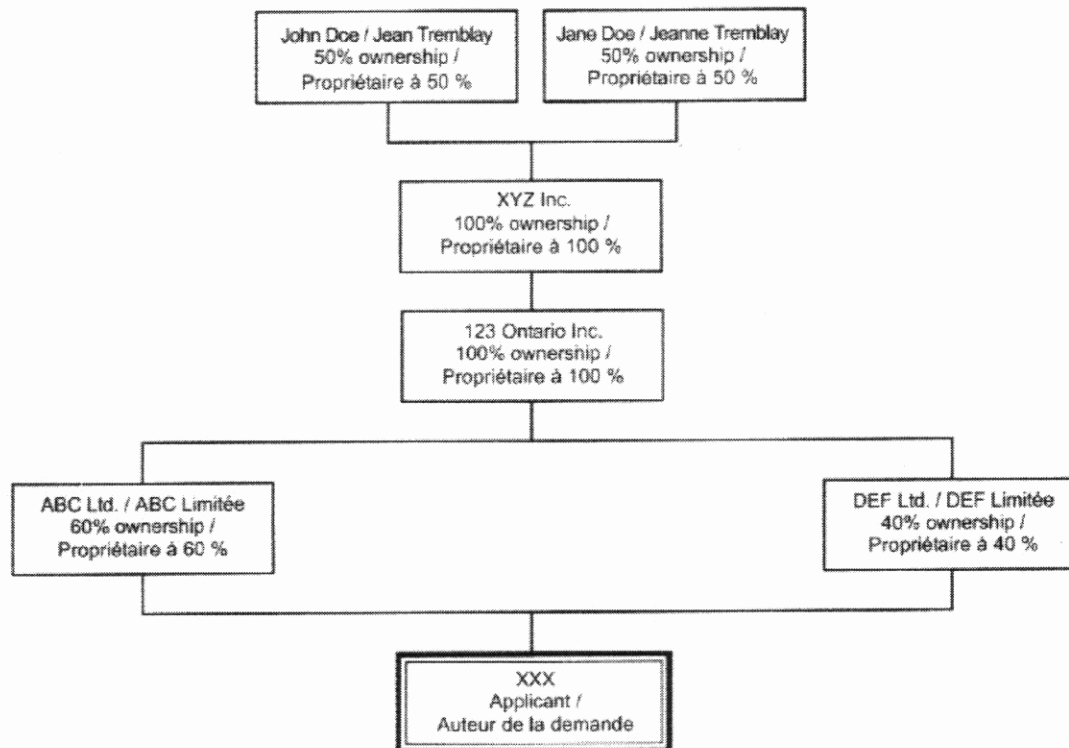 John Doe / Jean Tremblay
50% ownership /
Propriétaire à 50 %
Jane Doe / Jeanne Tremblay
50% ownership /
Propriétaire à 50 %
XYZ Inc.
100% ownership /
Propriétaire à 100 %
123 Ontario Inc.
100% ownership /
Propriétaire à 100 %
ABC Ltd. / ABC Limitée
60% ownership /
Propriétaire à 60 %
DEF Ltd. / DEF Limitée
40% ownership /
Propriétaire à 40 %
XXX
Applicant /
Auteur de la demande